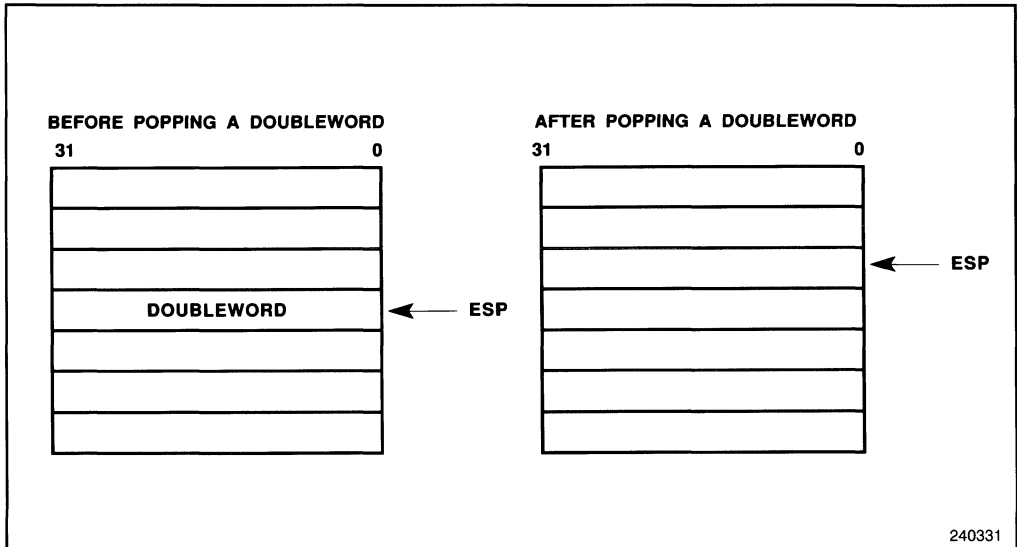 BEFORE POPPING A DOUBLEWORD
31 0
DOUBLEWORD
ESP
AFTER POPPING A DOUBLEWORD
31 0
ESP
240331